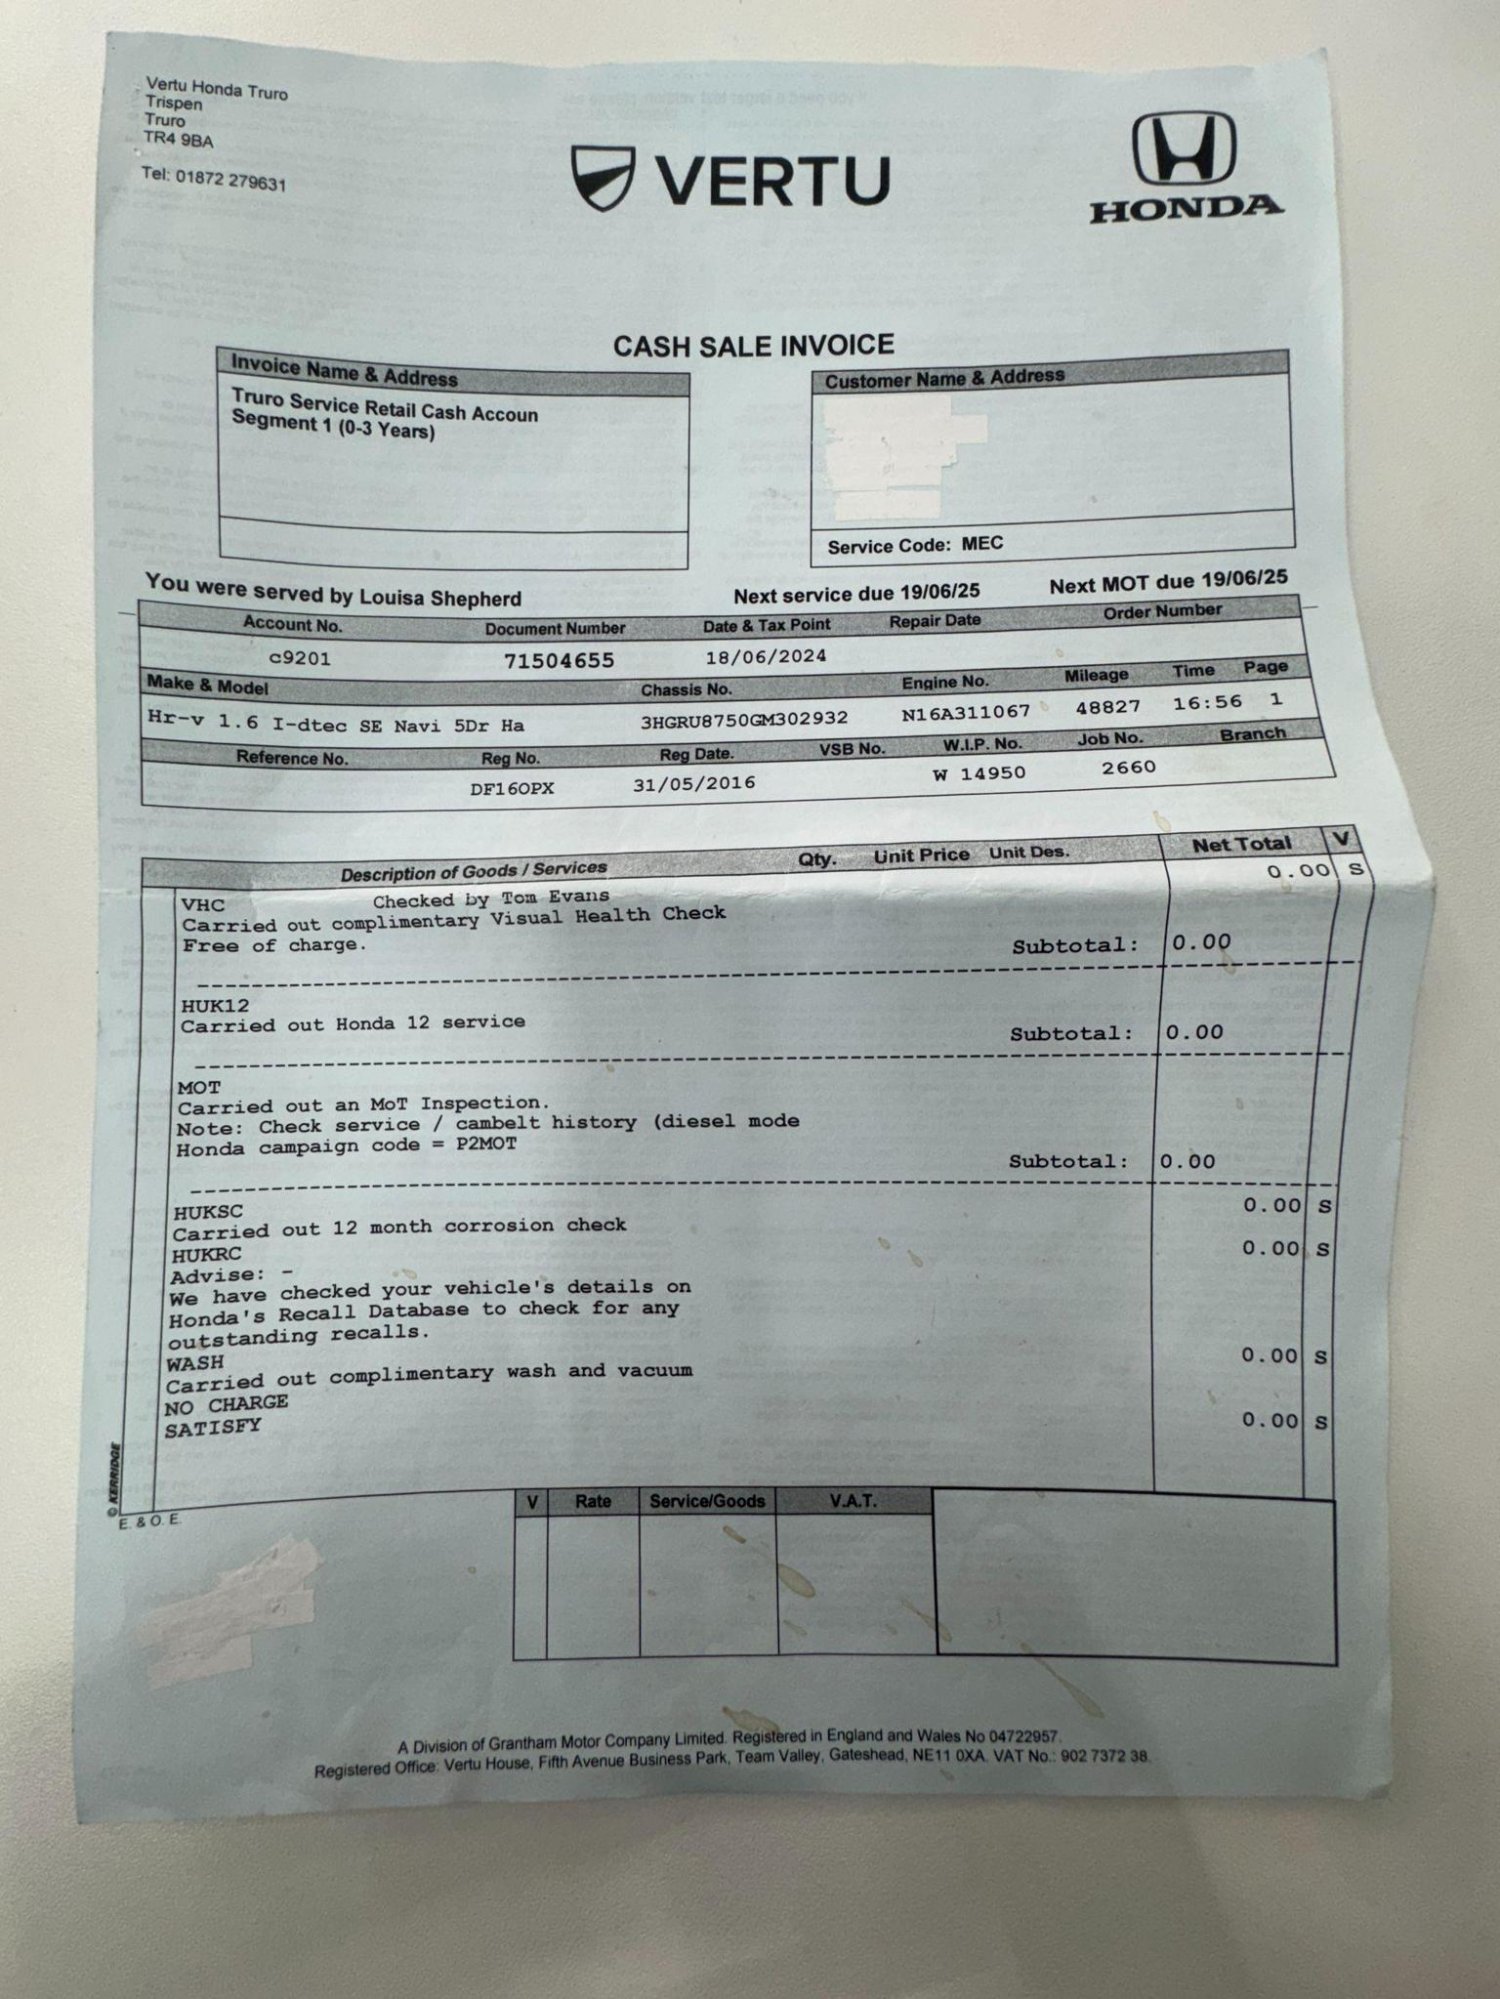 Vertu Honda Truro
Trispen
Truro
TR4 9BA
Tel: 01872 279631
VERTU
HONDA
CASH SALE INVOICE
Invoice Name & Address
Truro Service Retail Cash Accoun
Segment 1 (0-3 Years)
Customer Name & Address
Service Code: MEC
You were served by Louisa Shepherd Next service due 19/06/25 Next MOT due 19/06/25
Account No. Document Number Date & Tax Point Repair Date Order Number
c9201 71504655 18/06/2024
Make & Model Chassis No. Engine No. Mileage Time Page
Hr-v 1.6 I-dtec SE Navi 5Dr Ha 3HGRU8750GM302932 N16A311067 48827 16:56 1
Reference No. Reg No. Reg Date. VSB No. W.I.P. No. Job No. Branch
DF16OPX 31/05/2016 W 14950 2660
Description of Goods / Services Qty. Unit Price Unit Des. Net Total V
0.00 S
VHC Checked by Tom Evans
Carried out complimentary Visual Health Check
Free of charge.
Subtotal: 0.00
HUK12
Carried out Honda 12 service
Subtotal: 0.00
MOT
Carried out an MoT Inspection.
Note: Check service / cambelt history (diesel mode
Honda campaign code = P2MOT
Subtotal: 0.00
HUKSC 0.00 S
Carried out 12 month corrosion check
HUKRC 0.00 S
Advise: -
We have checked your vehicle's details on
Honda's Recall Database to check for any
outstanding recalls.
WASH 0.00 S
Carried out complimentary wash and vacuum
NO CHARGE
SATISFY 0.00 S
© KERRIDGE
E. & O. E.
V Rate Service/Goods V.A.T.
A Division of Grantham Motor Company Limited. Registered in England and Wales No 04722957.
Registered Office: Vertu House, Fifth Avenue Business Park, Team Valley, Gateshead, NE11 0XA. VAT No.: 902 7372 38.